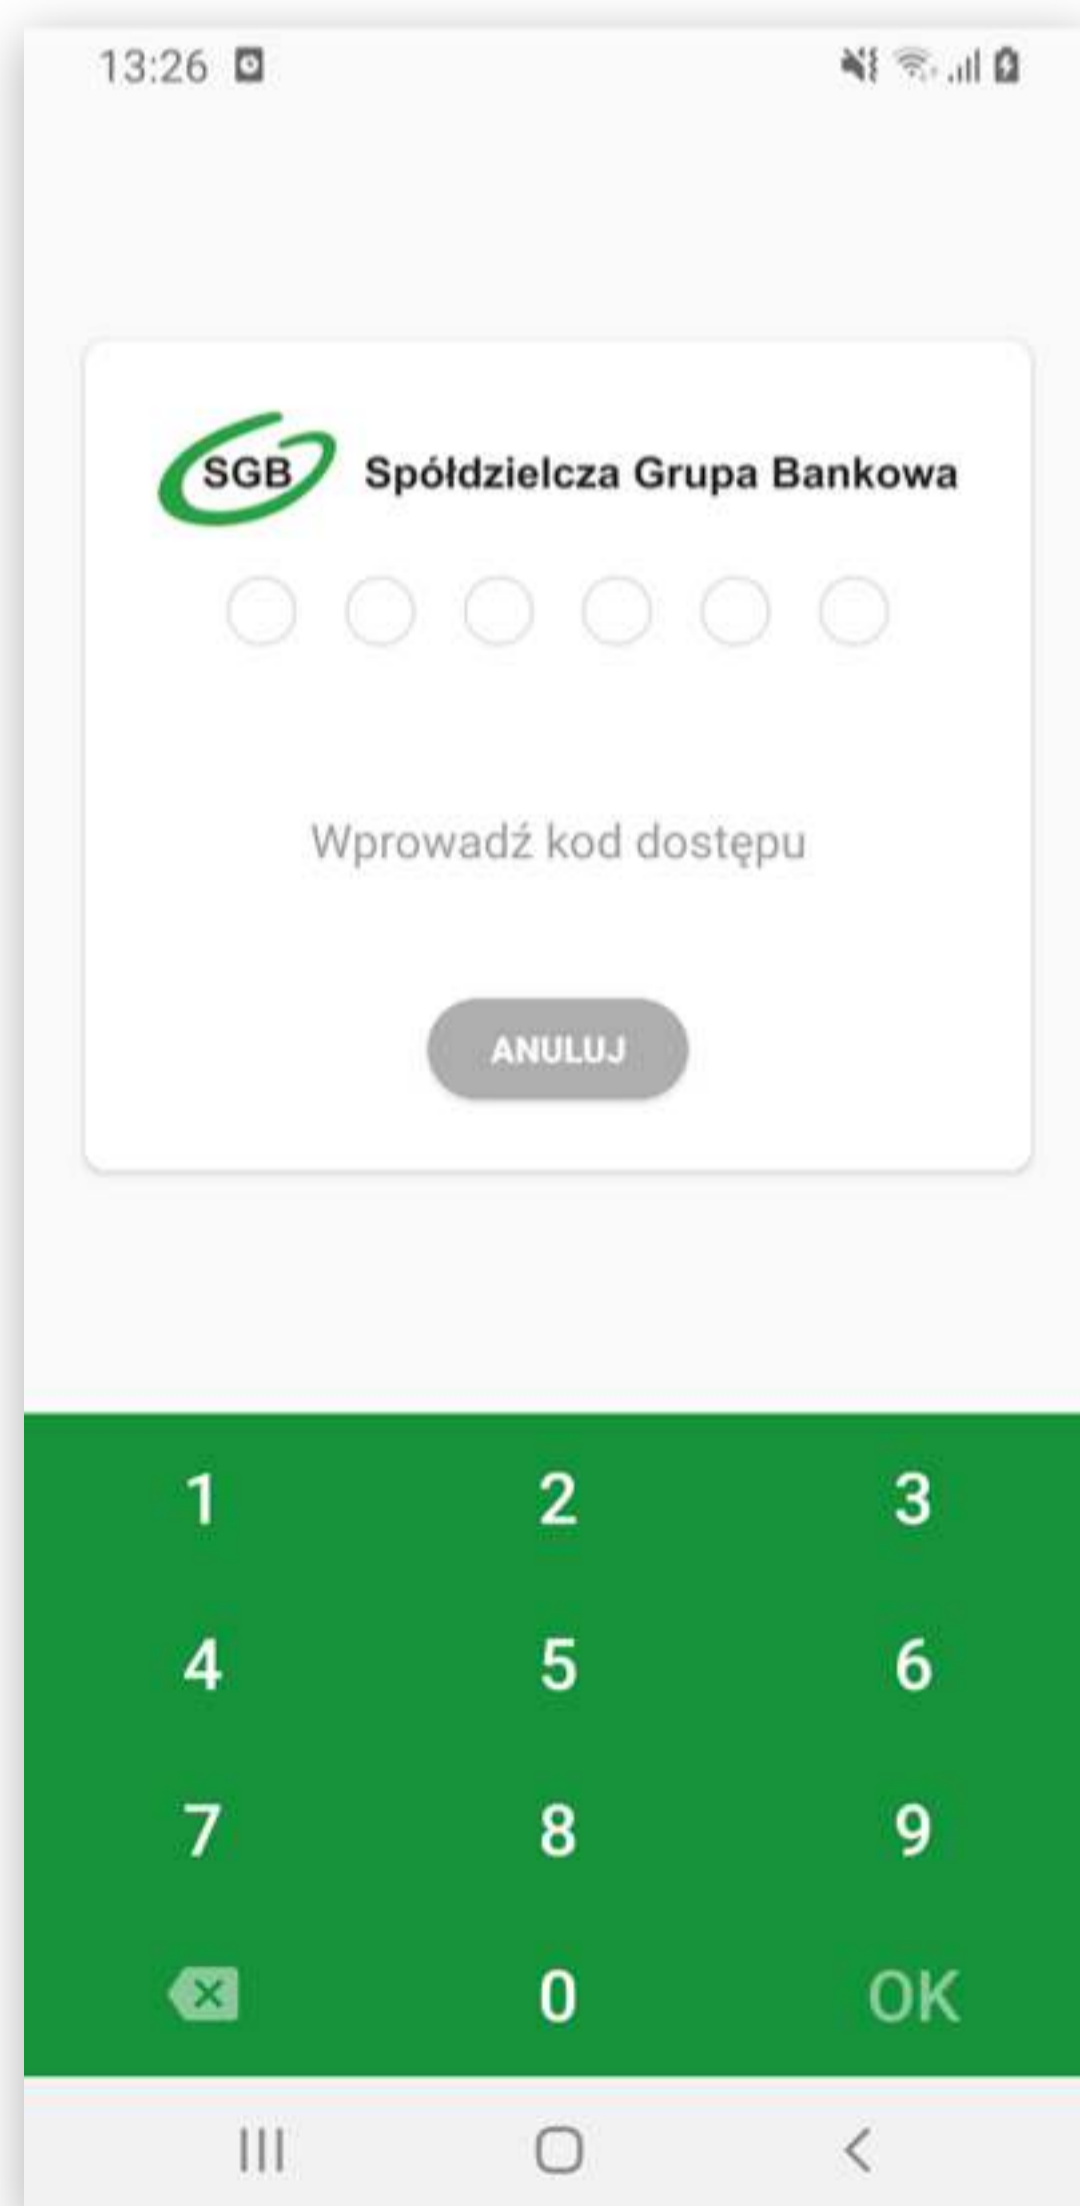 13:26
SGB Spółdzielcza Grupa Bankowa
Wprowadź kod dostępu
ANULUJ
1 2 3
4 5 6
7 8 9
0 OK